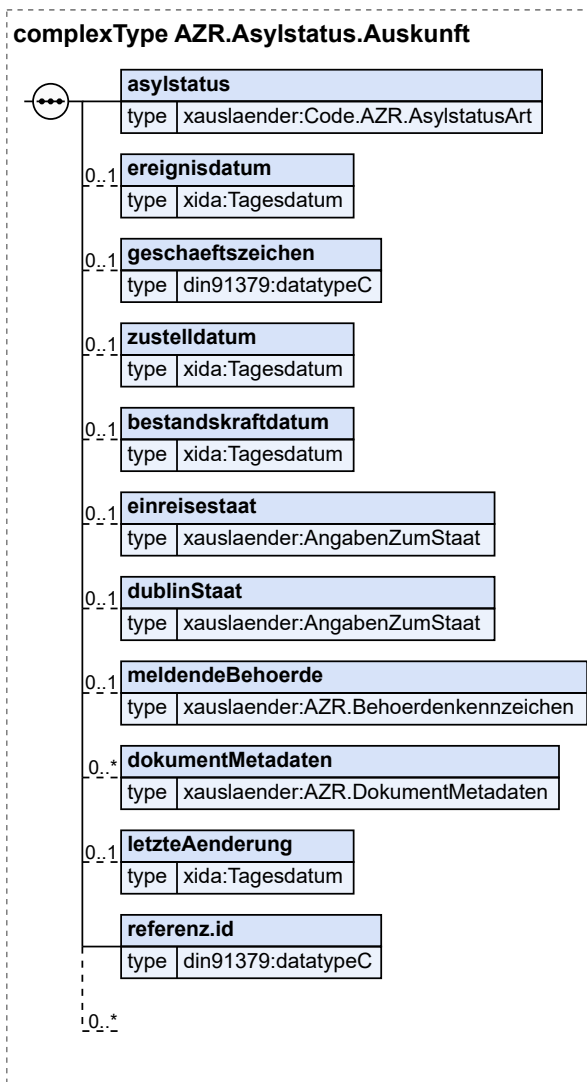 complexType AZR.Asylstatus.Auskunft
asylstatus
type xauslaender:Code.AZR.AsylstatusArt
0..1 ereignisdatum
type xida:Tagesdatum
0..1 geschaeftszeichen
type din91379:datatypeC
0..1 zustelldatum
type xida:Tagesdatum
0..1 bestandskraftdatum
type xida:Tagesdatum
0..1 einreisestaat
type xauslaender:AngabenZumStaat
0..1 dublinStaat
type xauslaender:AngabenZumStaat
0..1 meldendeBehoerde
type xauslaender:AZR.Behoerdenkennzeichen
0..* dokumentMetadaten
type xauslaender:AZR.DokumentMetadaten
0..1 letzteAenderung
type xida:Tagesdatum
referenz.id
type din91379:datatypeC
0..*